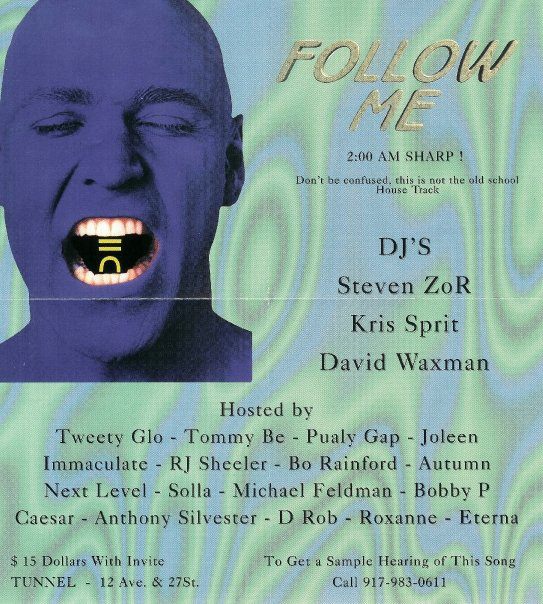 FOLLOW
ME
2:00 AM SHARP !
Don't be confused, this is not the old school
House Track
DJ'S
Steven ZoR
Kris Sprit
David Waxman
Hosted by
Tweety Glo - Tommy Be - Pualy Gap - Joleen
Immaculate - RJ Sheeler - Bo Rainford - Autumn
Next Level - Solla - Michael Feldman - Bobby P
Caesar - Anthony Silvester - D Rob - Roxanne - Eterna
$ 15 Dollars With Invite
TUNNEL - 12 Ave. & 27St.
To Get a Sample Hearing of This Song
Call 917-983-0611